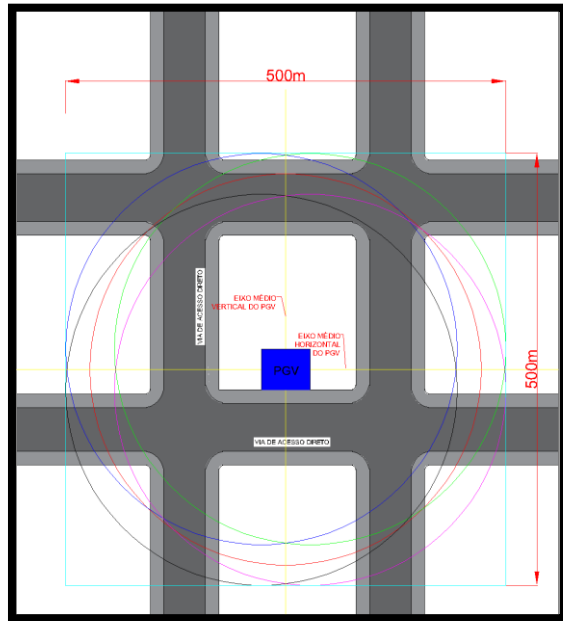 500m
VIA DE ACESSO DIRETO
EIXO MÉDIO
VERTICAL DO PGV
EIXO MÉDIO
HORIZONTAL
DO PGV
PGV
500m
VIA DE ACESSO DIRETO